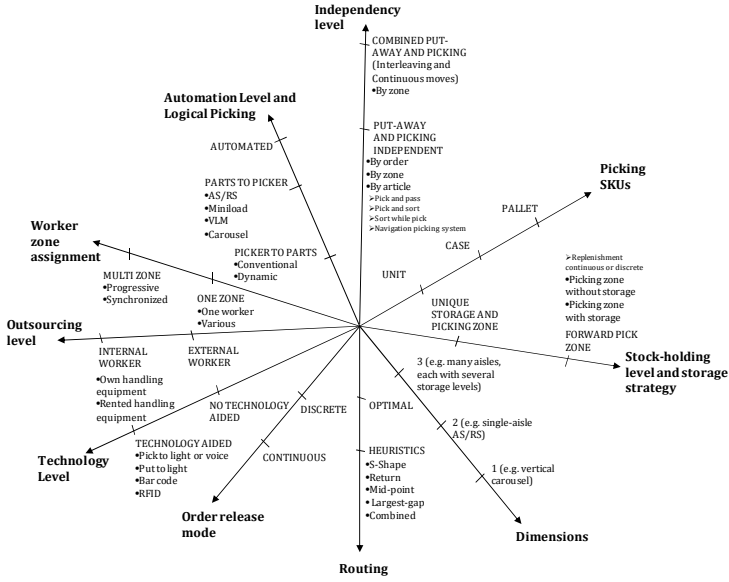 Independency
level
COMBINED PUT-
AWAY AND PICKING
(Interleaving and
Continuous moves)
•By zone
PUT-AWAY
AND PICKING
INDEPENDENT
•By order
•By zone
•By article
➢Pick and pass
➢Pick and sort
➢Sort while pick
➢Navigation picking system
Automation Level and
Logical Picking
AUTOMATED
PARTS TO PICKER
•AS/RS
•Miniload
•VLM
•Carousel
PICKER TO PARTS
•Conventional
•Dynamic
Picking
SKUs
PALLET
CASE
UNIT
Worker
zone
assignment
MULTI ZONE
•Progressive
•Synchronized
ONE ZONE
•One worker
•Various
➢Replenishment
continuous or discrete
•Picking zone
without storage
•Picking zone
with storage
FORWARD PICK
ZONE
UNIQUE
STORAGE AND
PICKING ZONE
Stock-holding
level and storage
strategy
Outsourcing
level
INTERNAL
WORKER
•Own handling
equipment
•Rented handling
equipment
EXTERNAL
WORKER
3 (e.g. many aisles,
each with several
storage levels)
2 (e.g. single-aisle
AS/RS)
1 (e.g. vertical
carousel)
Dimensions
NO TECHNOLOGY
AIDED
TECHNOLOGY AIDED
•Pick to light or voice
•Put to light
•Bar code
•RFID
Technology
Level
DISCRETE
CONTINUOUS
Order release
mode
OPTIMAL
HEURISTICS
•S-Shape
•Return
•Mid-point
• Largest-gap
•Combined
Routing